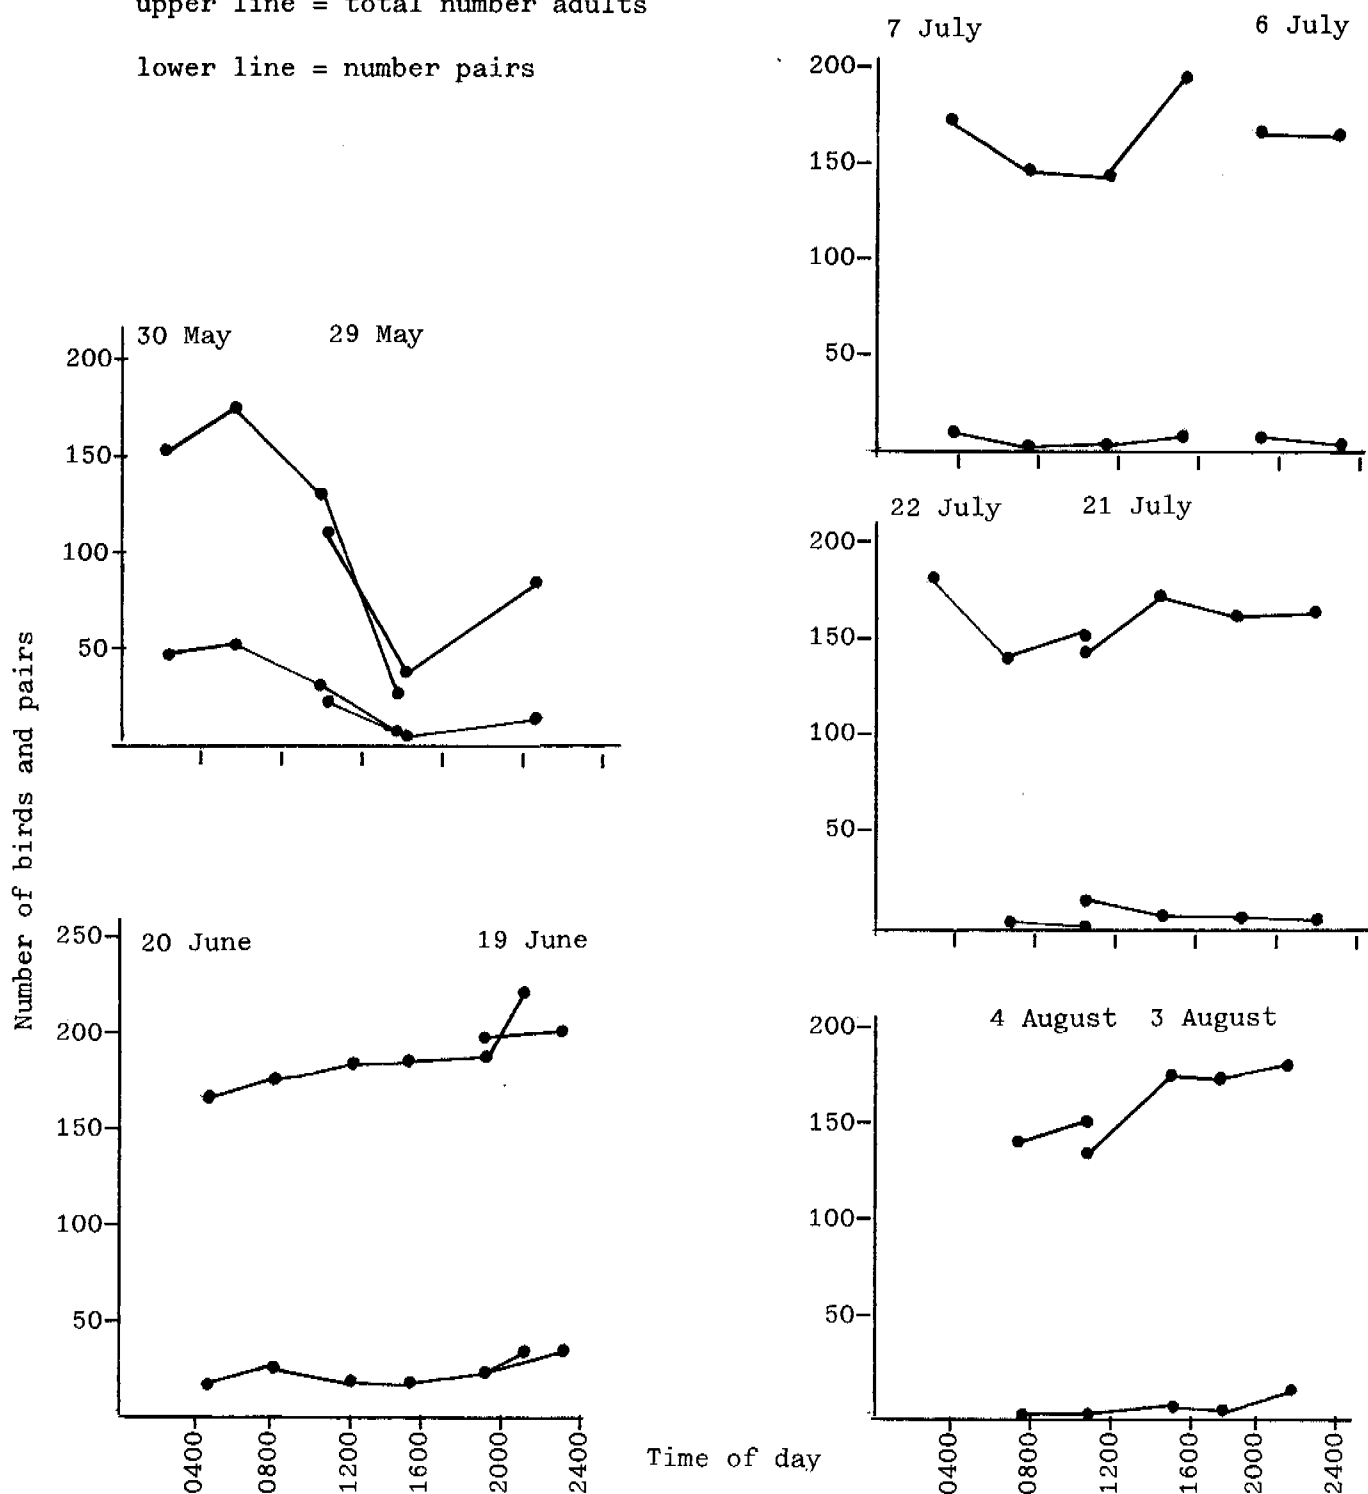 upper line = total number adults
lower line = number pairs
7 July 6 July
200
150
100
50
30 May 29 May
200
150
100
50
22 July 21 July
200
150
100
50
Number of birds and pairs
20 June 19 June
250
200
150
100
50
4 August 3 August
200
150
100
50
0400 0800 1200 1600 2000 2400
Time of day
0400 0800 1200 1600 2000 2400